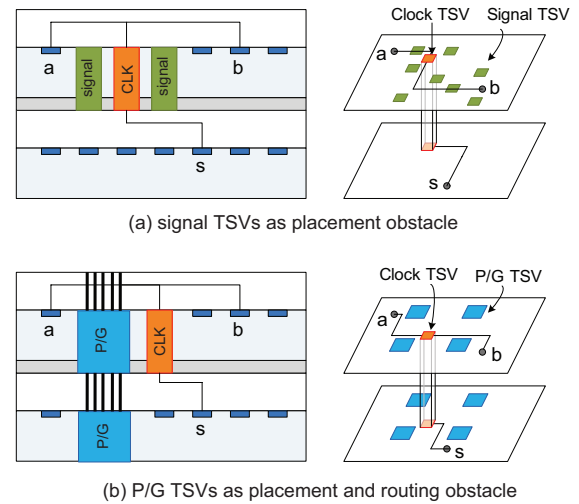 Clock TSV
Signal TSV
a
signal
CLK
signal
b
s
a
b
s
(a) signal TSVs as placement obstacle
Clock TSV
P/G TSV
a
P/G
CLK
b
P/G
s
a
b
s
(b) P/G TSVs as placement and routing obstacle